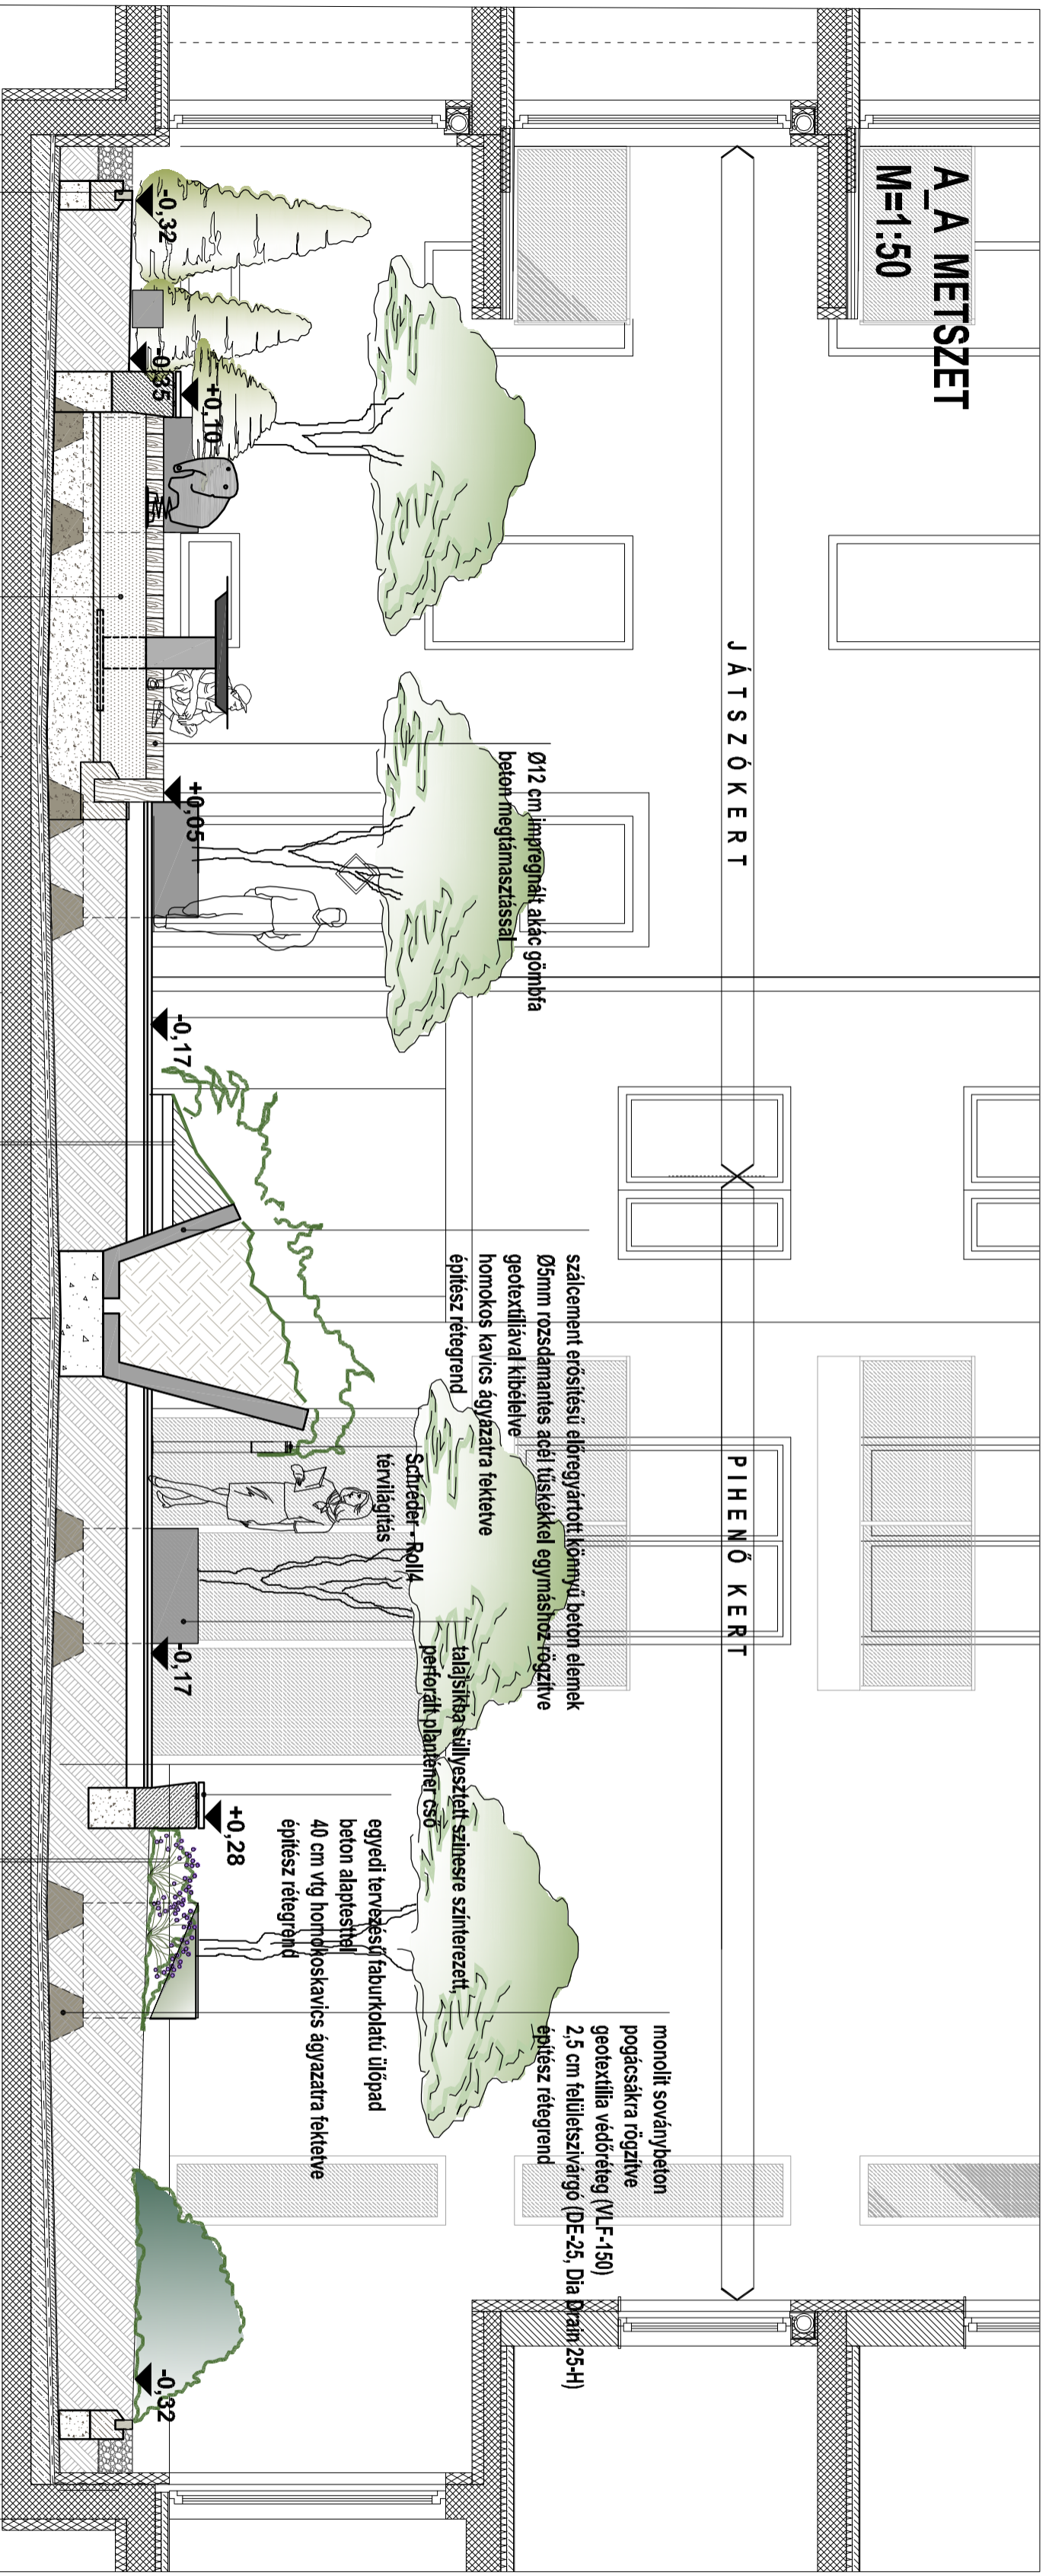 A_A METSZET
M=1:50
JÁTSZÓKERT
PIHENŐ KERT
Ø12 cm impregnált akác gömbfa
beton megtámasztással
szálcement erősítésű előregyártott könnyű beton elemek
Ø5mm rozsdamantes acél tüskékkel egymáshoz rögzítve
geotextíliával kibélelve
homokos kavics ágyazatra fektetve
építész rétegrend
Schréder - Roll4
térvilágítás
talajsíkba süllyesztett színesre színterezett,
perforált planténer cső
egyedi tervezésű faburkolatú ülőpad
beton alaptesttel
40 cm vtg homokoskavics ágyazatra fektetve
építész rétegrend
monolit soványbeton
pogácsákra rögzítve
geotextília védőréteg (VLF-150)
2,5 cm felületszivárgó (DE-25, Dia Drain 25-H)
építész rétegrend
-0,32
-0,35
+0,10
+0,05
-0,17
-0,17
+0,28
-0,32